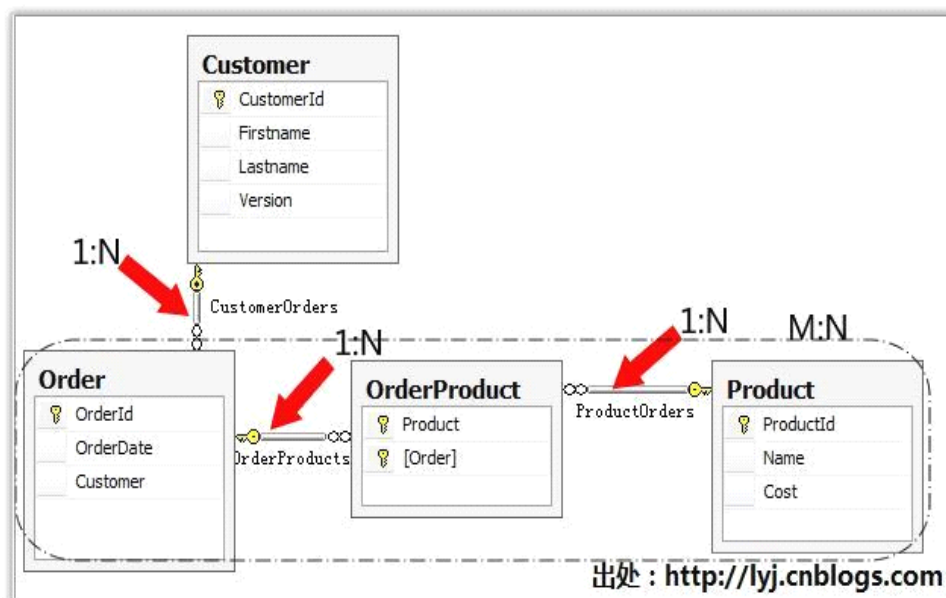 Customer
CustomerId
Firstname
Lastname
Version
1:N
CustomerOrders
1:N
1:N
M:N
Order
OrderId
OrderDate
Customer
OrderProducts
OrderProduct
Product
[Order]
ProductOrders
Product
ProductId
Name
Cost
出处：http://lyj.cnblogs.com